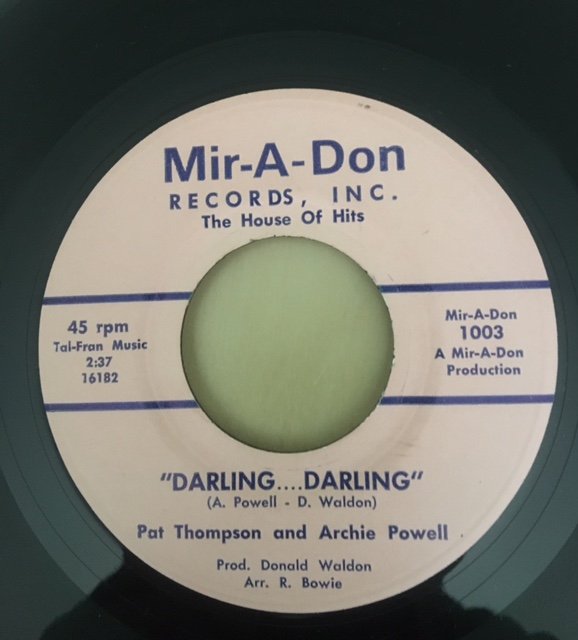 Mir-A-Don
RECORDS, INC.
The House Of Hits
45 rpm
Tal-Fran Music
2:37
16182
Mir-A-Don
1003
A Mir-A-Don
Production
"DARLING....DARLING"
(A. Powell - D. Waldon)
Pat Thompson and Archie Powell
Prod. Donald Waldon
Arr. R. Bowie